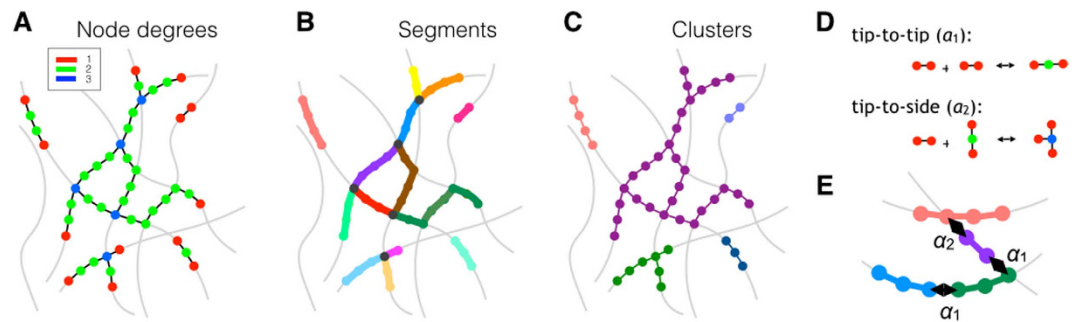 A Node degrees
1
2
3
B Segments
C Clusters
D
tip-to-tip (a₁):
+
tip-to-side (a₂):
+
E
α₂
α₁
α₁